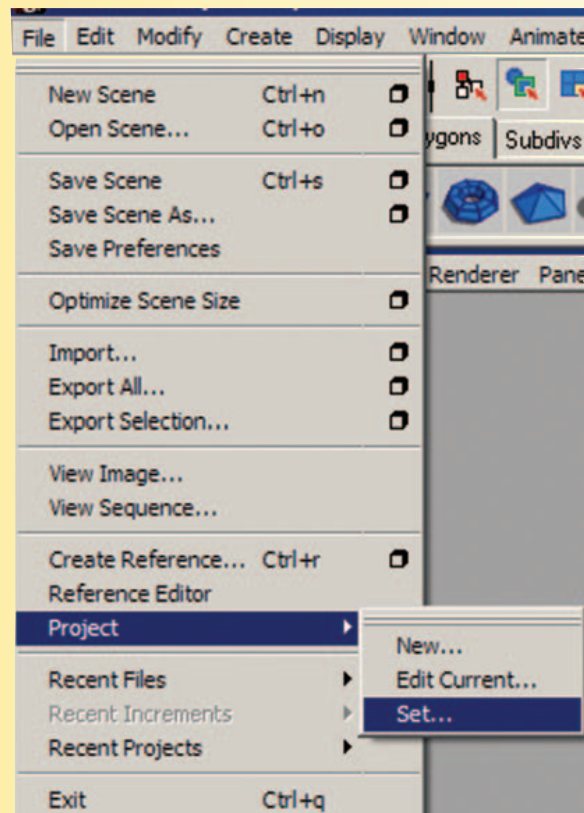 File Edit Modify Create Display Window Animate
New Scene Ctrl+n
Open Scene... Ctrl+o
ygons Subdivs
Save Scene Ctrl+s
Save Scene As...
Save Preferences
Renderer Pane
Optimize Scene Size
Import...
Export All...
Export Selection...
View Image...
View Sequence...
Create Reference... Ctrl+r
Reference Editor
Project
New...
Edit Current...
Set...
Recent Files
Recent Increments
Recent Projects
Exit Ctrl+q